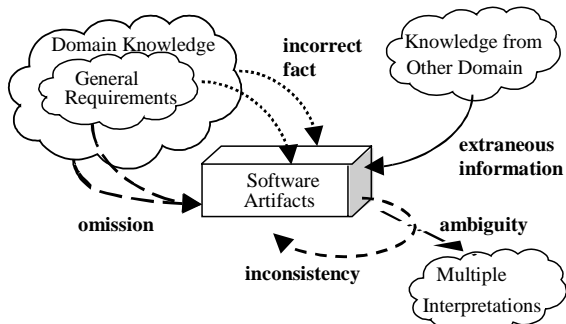 Domain Knowledge
General
Requirements
incorrect
fact
Knowledge from
Other Domain
extraneous
information
Software
Artifacts
omission
ambiguity
inconsistency
Multiple
Interpretations